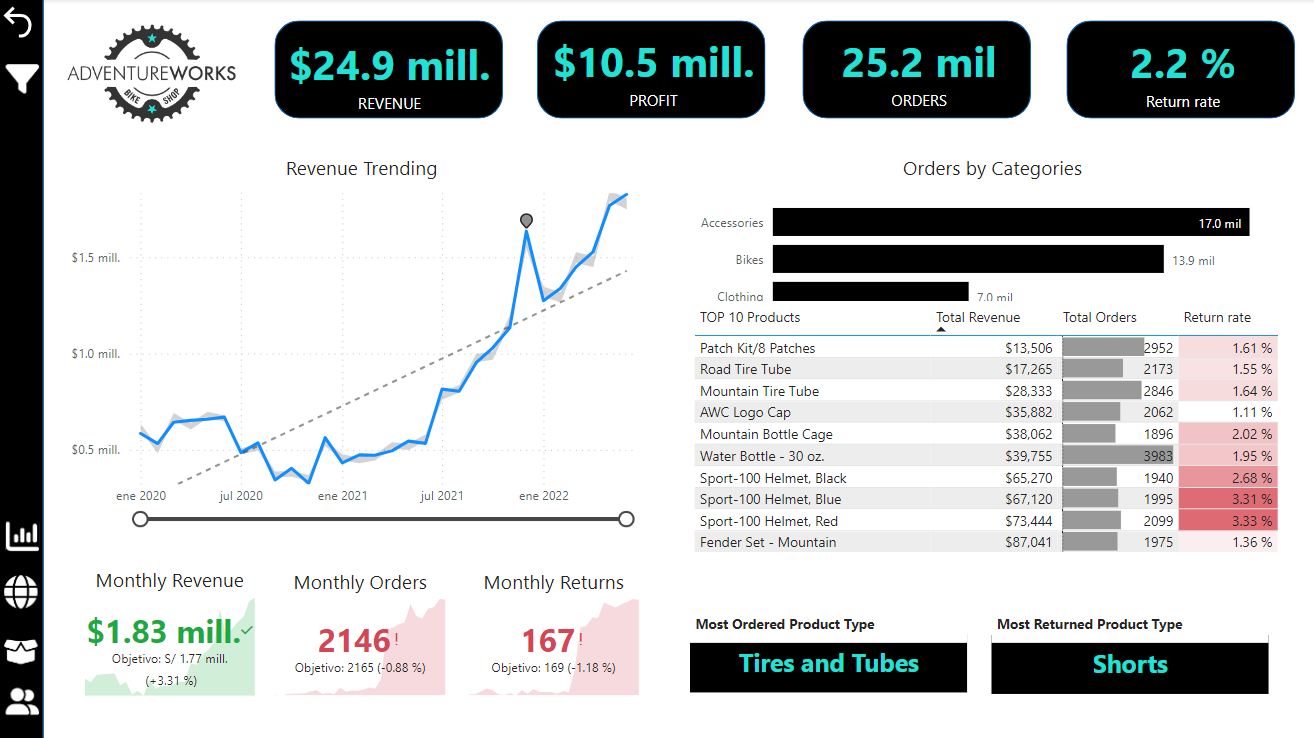 ADVENTUREWORKS
BIKE SHOP
$24.9 mill.
REVENUE
$10.5 mill.
PROFIT
25.2 mil
ORDERS
2.2 %
Return rate
Revenue Trending
$1.5 mill.
$1.0 mill.
$0.5 mill.
ene 2020 jul 2020 ene 2021 jul 2021 ene 2022
Orders by Categories
Accessories 17.0 mil
Bikes 13.9 mil
Clothing 7.0 mil
TOP 10 Products Total Revenue Total Orders Return rate
Patch Kit/8 Patches $13,506 2952 1.61 %
Road Tire Tube $17,265 2173 1.55 %
Mountain Tire Tube $28,333 2846 1.64 %
AWC Logo Cap $35,882 2062 1.11 %
Mountain Bottle Cage $38,062 1896 2.02 %
Water Bottle - 30 oz. $39,755 3983 1.95 %
Sport-100 Helmet, Black $65,270 1940 2.68 %
Sport-100 Helmet, Blue $67,120 1995 3.31 %
Sport-100 Helmet, Red $73,444 2099 3.33 %
Fender Set - Mountain $87,041 1975 1.36 %
Monthly Revenue
$1.83 mill.
Objetivo: S/ 1.77 mill.
(+3.31 %)
Monthly Orders
2146!
Objetivo: 2165 (-0.88 %)
Monthly Returns
167!
Objetivo: 169 (-1.18 %)
Most Ordered Product Type
Tires and Tubes
Most Returned Product Type
Shorts